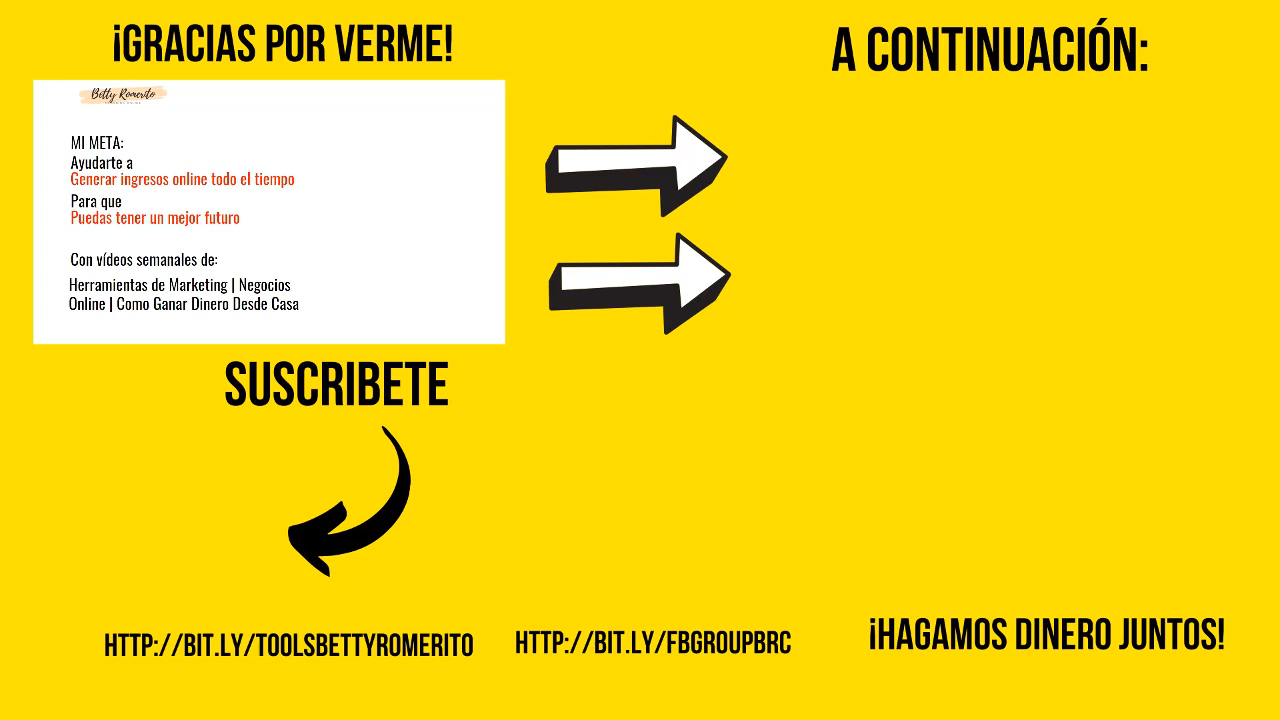 ¡GRACIAS POR VERME!
A CONTINUACIÓN:
Betty Romerito
MI META:
Ayudarte a
Generar ingresos online todo el tiempo
Para que
Puedas tener un mejor futuro
Con vídeos semanales de:
Herramientas de Marketing | Negocios
Online | Como Ganar Dinero Desde Casa
SUSCRIBETE
HTTP://BIT.LY/TOOLSBETTYROMERITO
HTTP://BIT.LY/FBGROUPBRC
¡HAGAMOS DINERO JUNTOS!